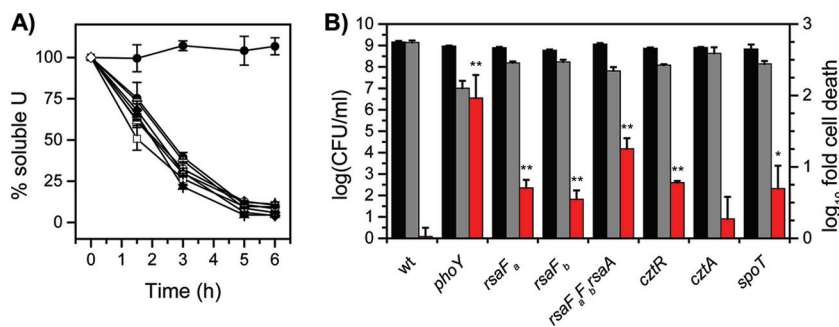 A)
% soluble U
100
75
50
25
0
0 1 2 3 4 5 6
Time (h)
B)
log(CFU/ml)
10
9
8
7
6
5
4
3
2
1
0
**
**
**
**
**
*
3
2
1
0
log₁₀ fold cell death
wt
phoY
rsaFₐ
rsaF_b
rsaFₐF_brsaA
cztR
cztA
spoT